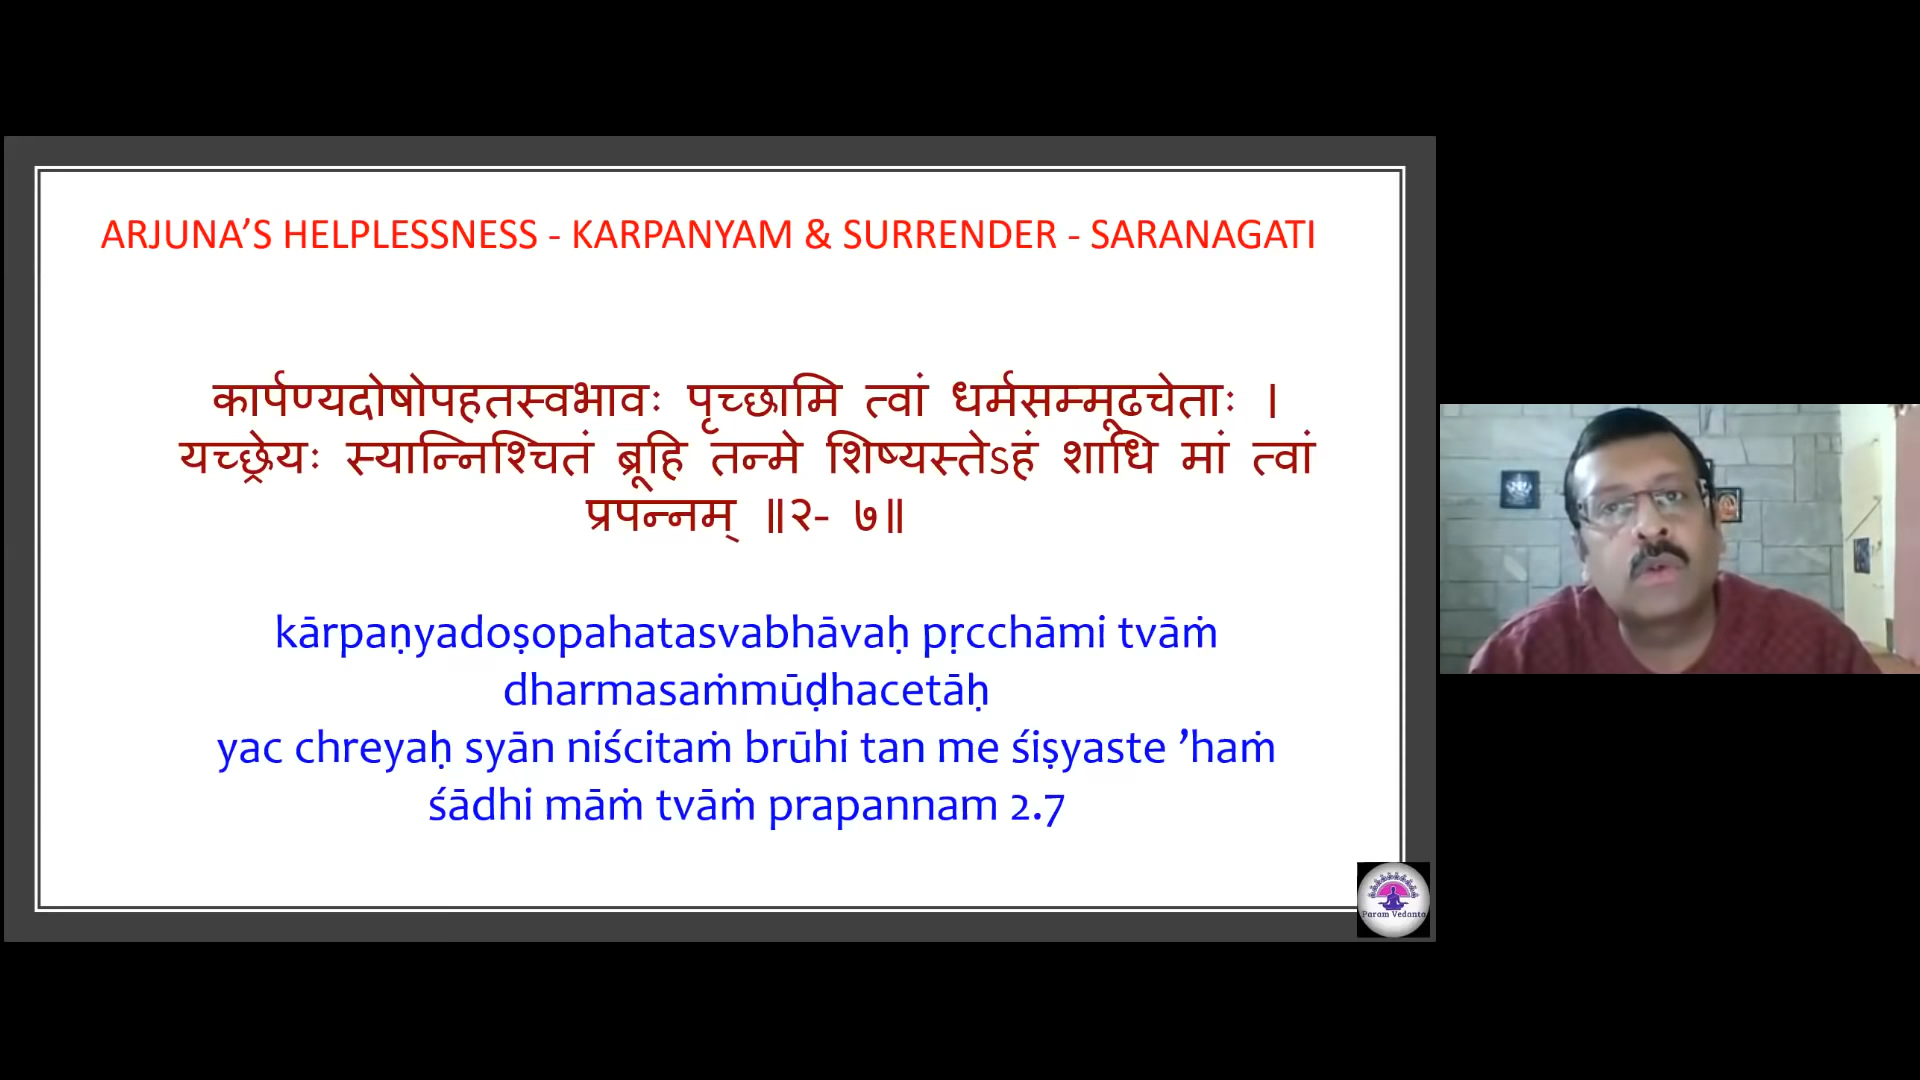 ARJUNA’S HELPLESSNESS - KARPANYAM & SURRENDER - SARANAGATI
कार्पण्यदोषोपहतस्वभावः पृच्छामि त्वां धर्मसम्मूढचेताः ।
यच्छ्रेयः स्यान्निश्चितं ब्रूहि तन्मे शिष्यस्तेऽहं शाधि मां त्वां
प्रपन्नम् ॥२- ७॥
kārpaṇyadoṣopahatasvabhāvaḥ pṛcchāmi tvāṁ
dharmasaṁmūḍhacetāḥ
yac chreyaḥ syān niścitaṁ brūhi tan me śiṣyaste ’haṁ
śādhi māṁ tvāṁ prapannam 2.7
Param Vedanta